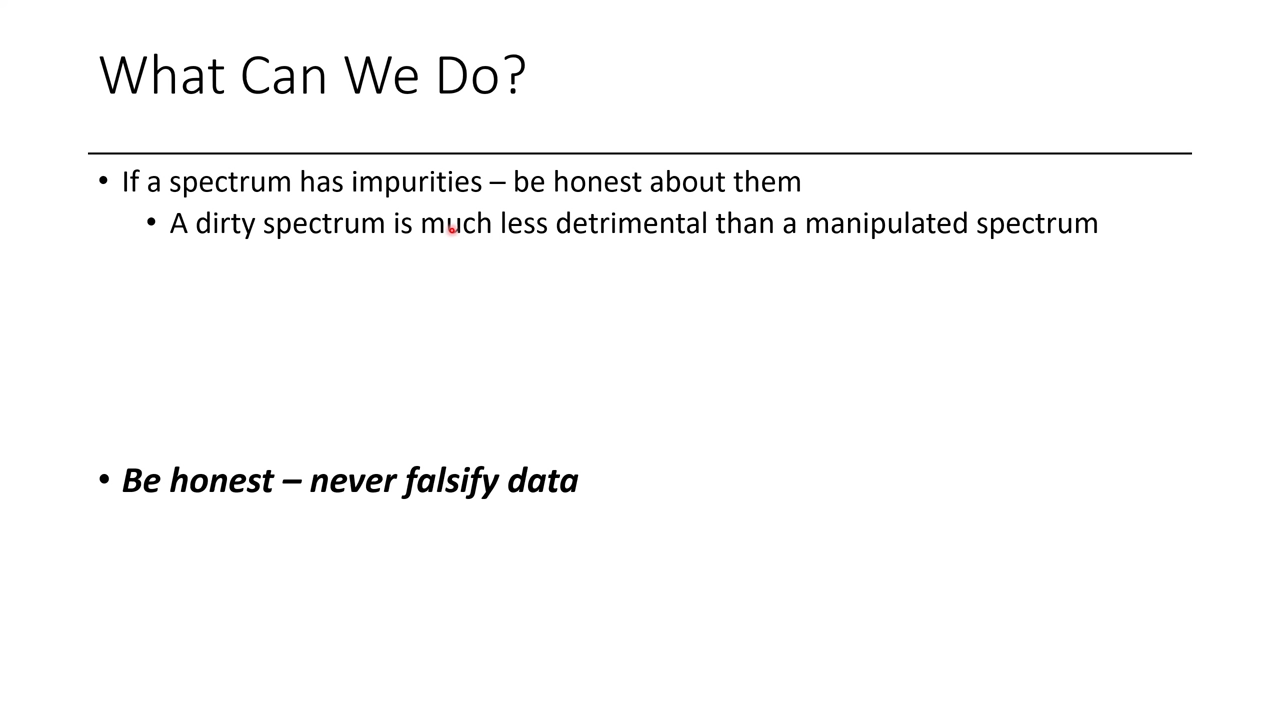 What Can We Do?
• If a spectrum has impurities – be honest about them
• A dirty spectrum is much less detrimental than a manipulated spectrum
• Be honest – never falsify data